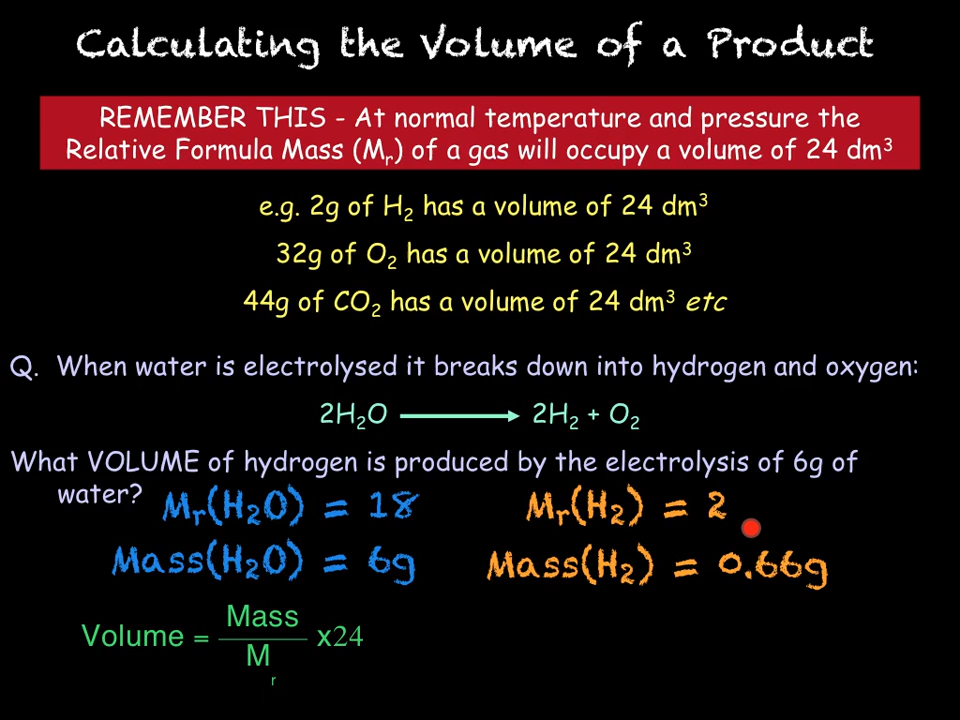 Calculating the Volume of a Product
REMEMBER THIS - At normal temperature and pressure the
Relative Formula Mass (Mr) of a gas will occupy a volume of 24 dm3
e.g. 2g of H2 has a volume of 24 dm3
32g of O2 has a volume of 24 dm3
44g of CO2 has a volume of 24 dm3 etc
Q. When water is electrolysed it breaks down into hydrogen and oxygen:
2H2O → 2H2 + O2
What VOLUME of hydrogen is produced by the electrolysis of 6g of
water?
Mr(H2O) = 18 Mr(H2) = 2
Mass(H2O) = 6g Mass(H2) = 0.66g
Mass
Volume = x24
Mr